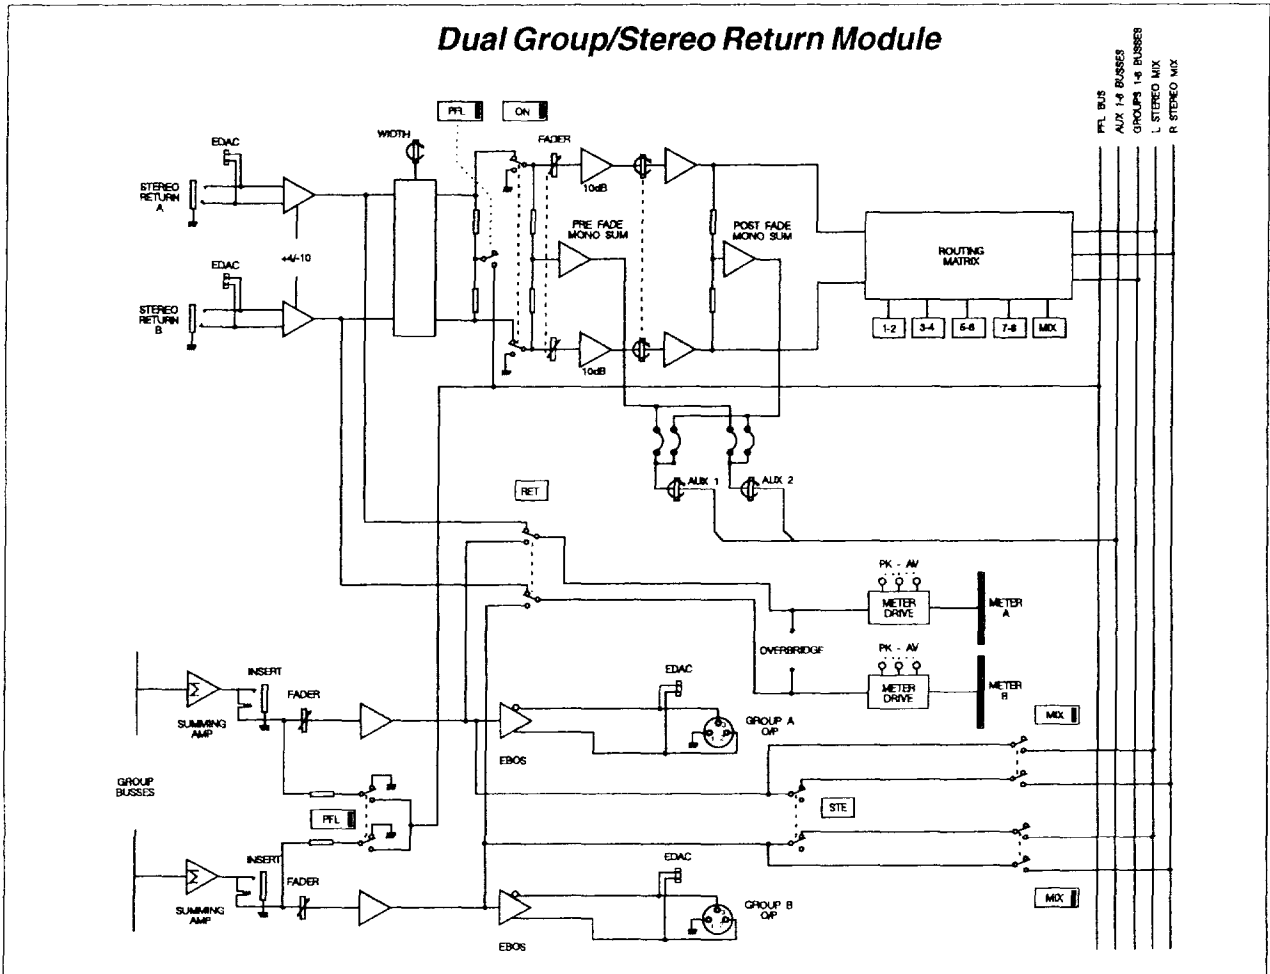 Dual Group/Stereo Return Module
PFL BUS
AUX 1-8 BUSSES
GROUPS 1-8 BUSSES
L STEREO MIX
R STEREO MIX
PFL
ON
WIDTH
FADER
EDAC
STEREO
RETURN
A
10dB
+4/-10
PRE FADE
MONO SUM
POST FADE
MONO SUM
ROUTING
MATRIX
EDAC
STEREO
RETURN
B
1-2
3-4
5-6
7-8
MIX
10dB
AUX 1
AUX 2
RET
PK - AV
METER
DRIVE
METER
A
OVERBRIDGE
PK - AV
METER
DRIVE
METER
B
INSERT
FADER
SUMMING
AMP
EDAC
GROUP A
O/P
EBOS
MIX
GROUP
BUSSES
PFL
STE
INSERT
FADER
SUMMING
AMP
EDAC
GROUP B
O/P
EBOS
MIX